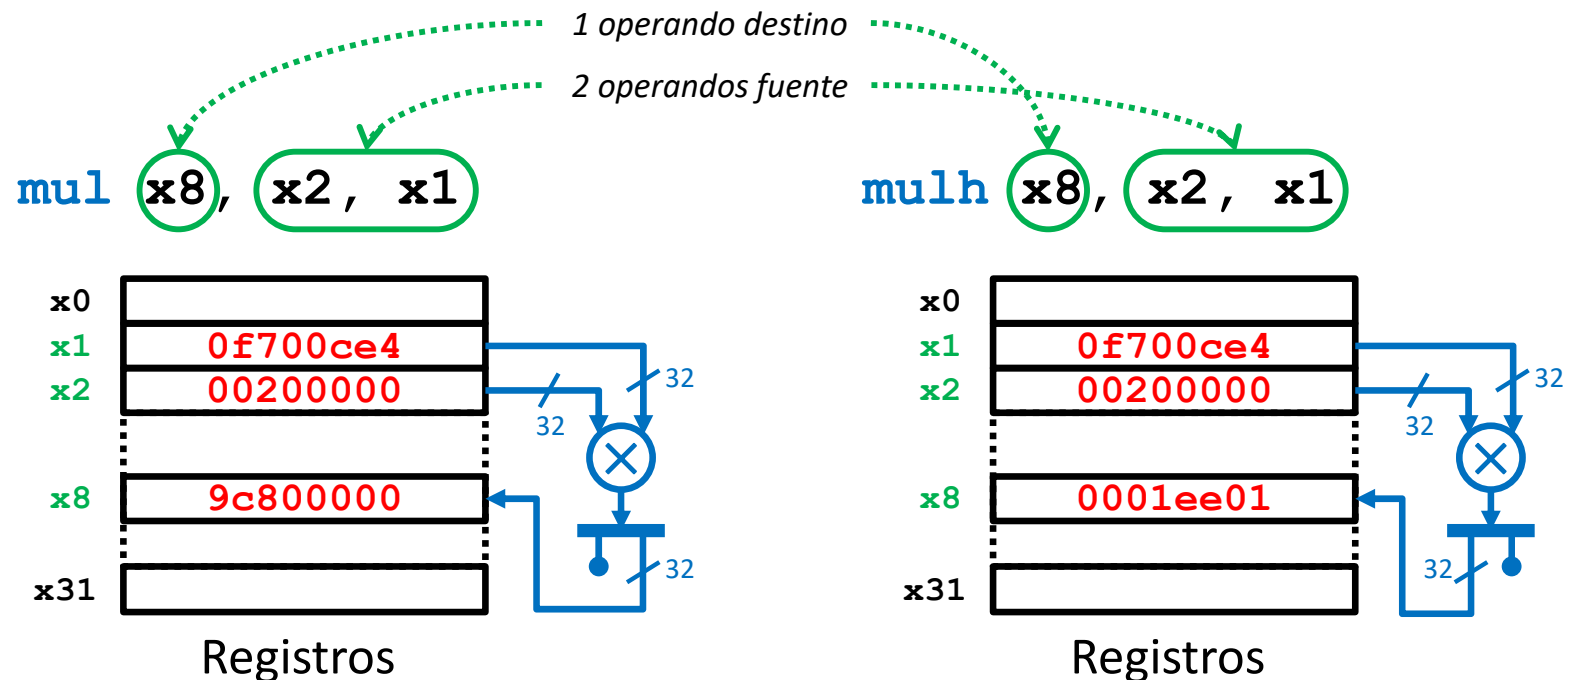 1 operando destino
2 operandos fuente
mul x8, x2, x1
mulh x8, x2, x1
x0
x1 0f700ce4
x2 00200000
32
32
x8 9c800000
32
x31
Registros
x0
x1 0f700ce4
x2 00200000
32
32
x8 0001ee01
32
x31
Registros